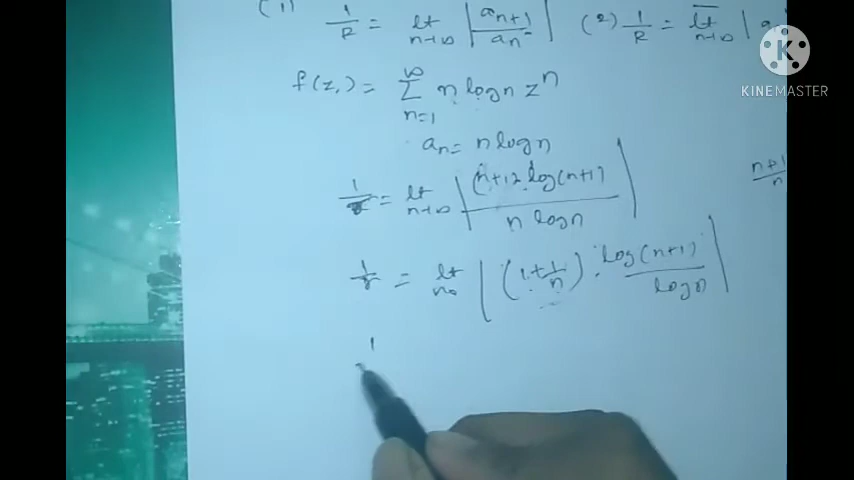 (1) 1/R = lt n→∞ |aₙ₊₁/aₙ| (2) 1/R = l̅t̅ n→∞ |a
KINEMASTER
f(z,) = ∑ n=1 ∞ n log n zⁿ
aₙ = n log n
1/r = lt n→∞ |(n+1) log(n+1) / n log n|
n+1/n
1/r = lt n∞ |(1+1/n) . log(n+1)/log n|
1